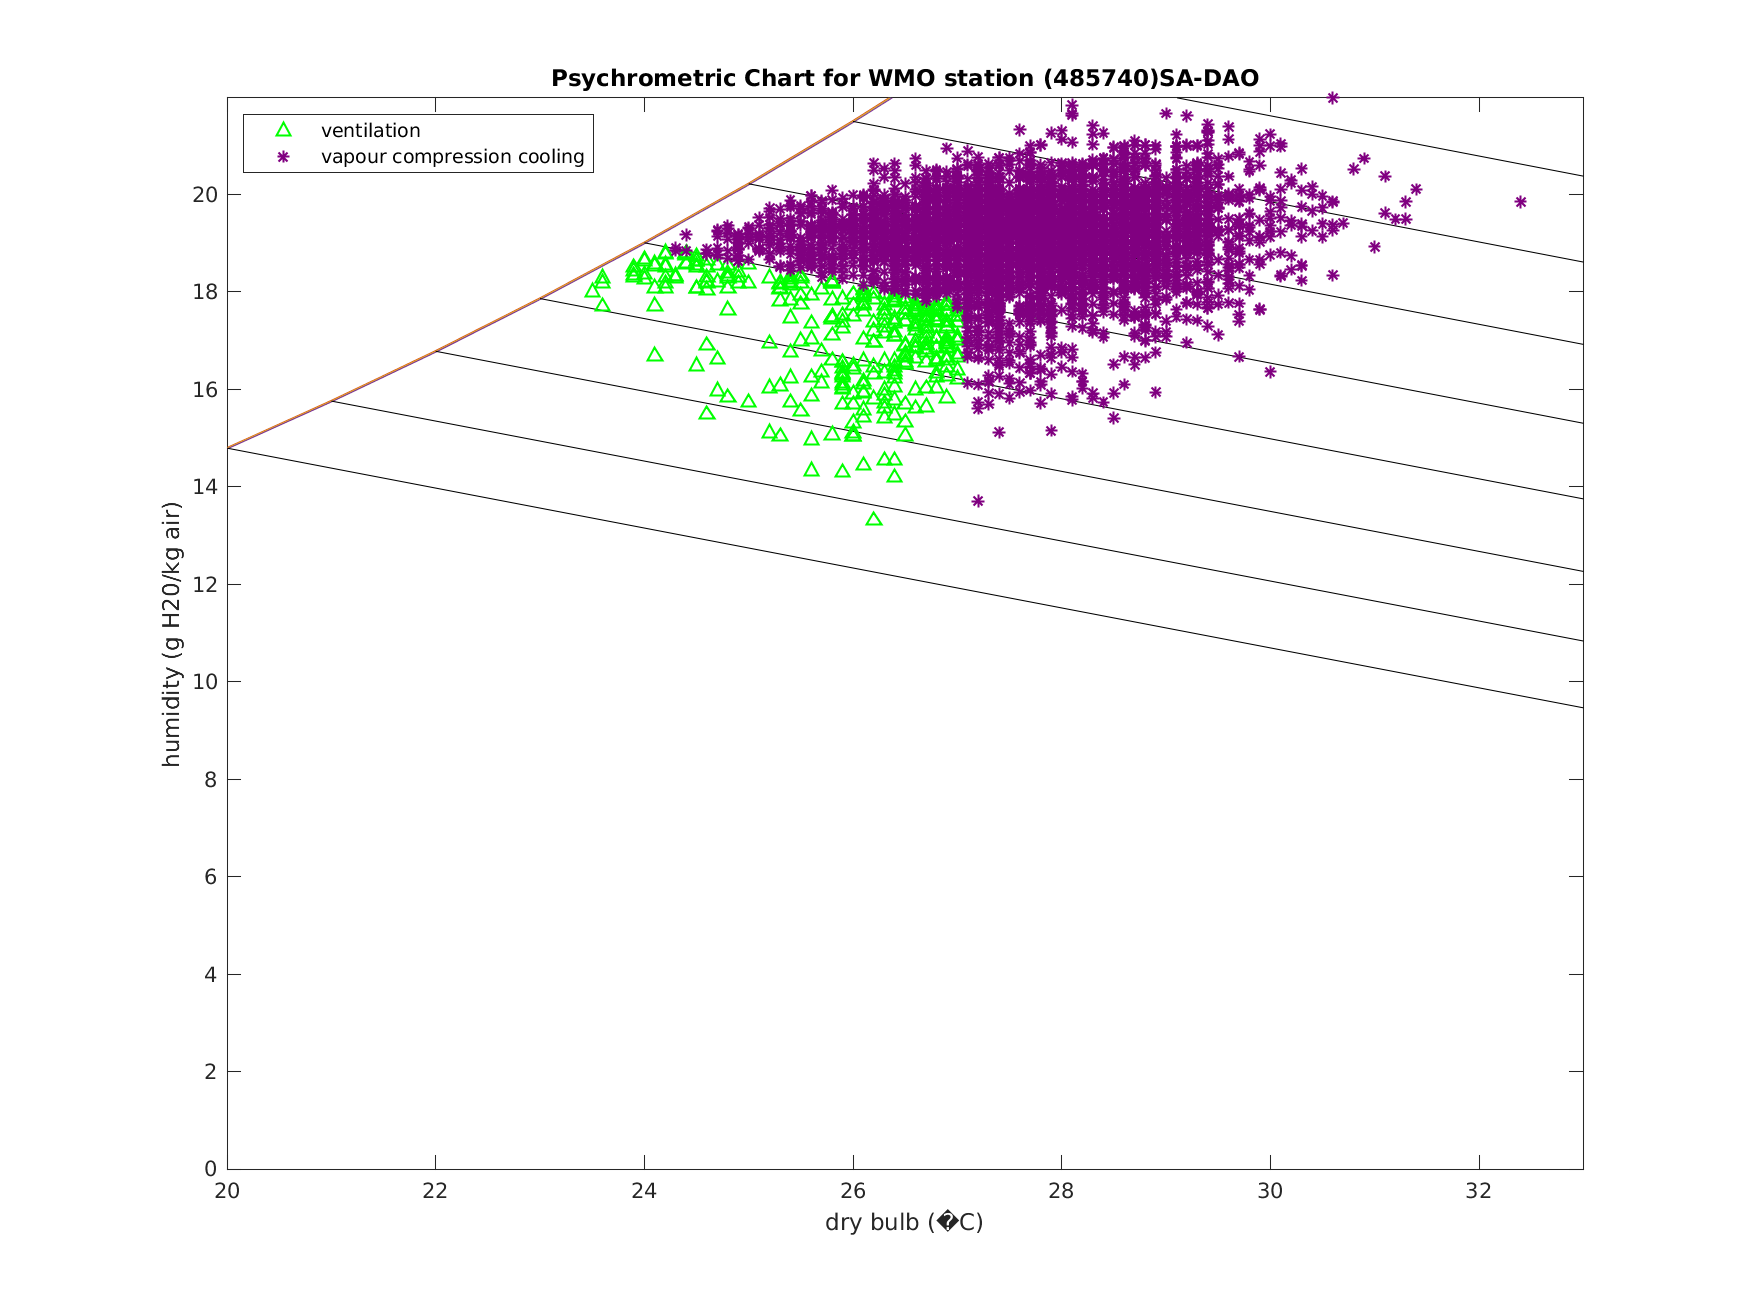 Psychrometric Chart for WMO station (485740)SA-DAO
ventilation
vapour compression cooling
humidity (g H20/kg air)
20
18
16
14
12
10
8
6
4
2
0
20 22 24 26 28 30 32
dry bulb (�C)